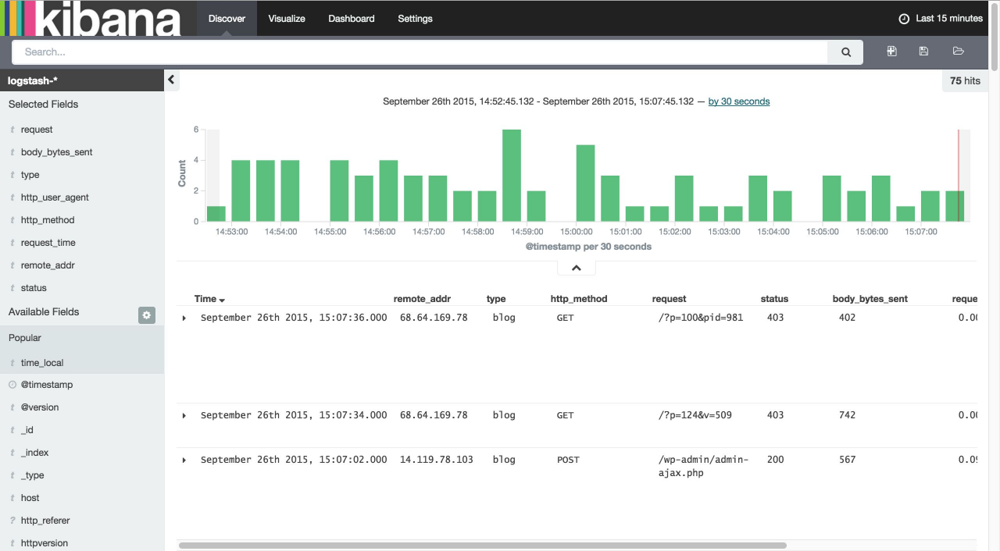 kibana
Discover Visualize Dashboard Settings Last 15 minutes
Search...
logstash-*
75 hits
Selected Fields
September 26th 2015, 14:52:45.132 - September 26th 2015, 15:07:45.132 — by 30 seconds
t request
t body_bytes_sent
t type
t http_user_agent
t http_method
t request_time
t remote_addr
t status
Available Fields
Popular
t time_local
@timestamp
t @version
t _id
t _index
t _type
t host
? http_referer
t httpversion
Count
6
4
2
0
14:53:00 14:54:00 14:55:00 14:56:00 14:57:00 14:58:00 14:59:00 15:00:00 15:01:00 15:02:00 15:03:00 15:04:00 15:05:00 15:06:00 15:07:00
@timestamp per 30 seconds
Time remote_addr type http_method request status body_bytes_sent reque
September 26th 2015, 15:07:36.000 68.64.169.78 blog GET /?p=100&pid=981 403 402 0.00
September 26th 2015, 15:07:34.000 68.64.169.78 blog GET /?p=124&v=509 403 742 0.00
September 26th 2015, 15:07:02.000 14.119.78.103 blog POST /wp-admin/admin- 200 567 0.09
ajax.php